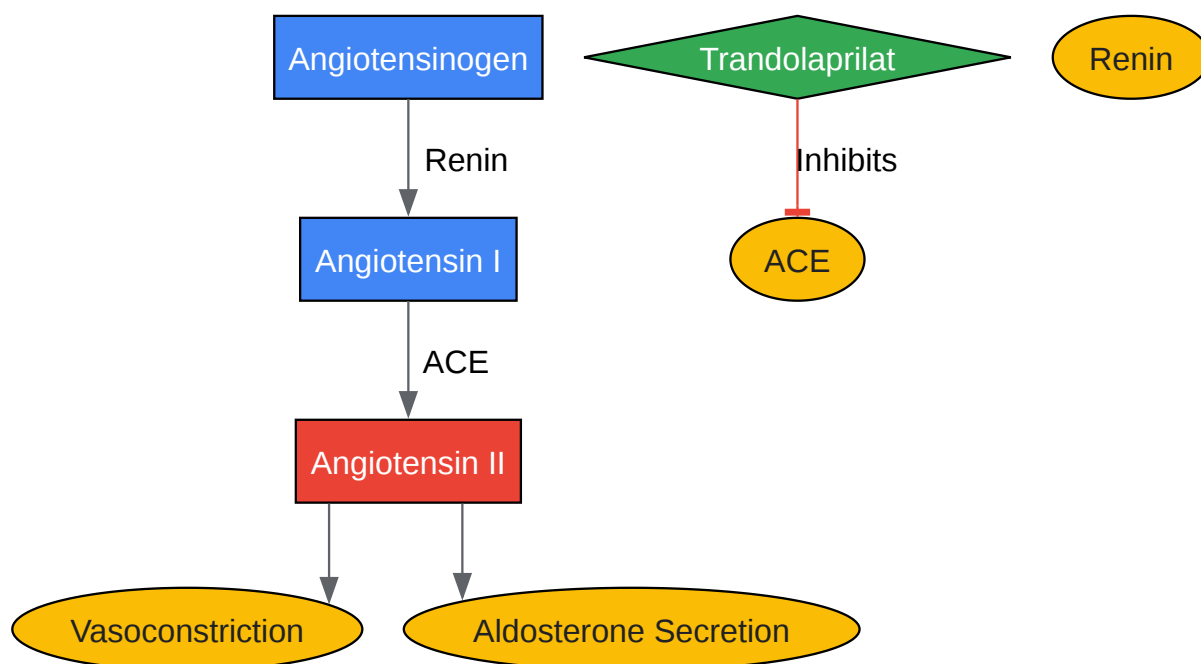 Angiotensinogen
Trandolaprilat
Renin
Renin
Inhibits
Angiotensin I
ACE
ACE
Angiotensin II
Vasoconstriction
Aldosterone Secretion